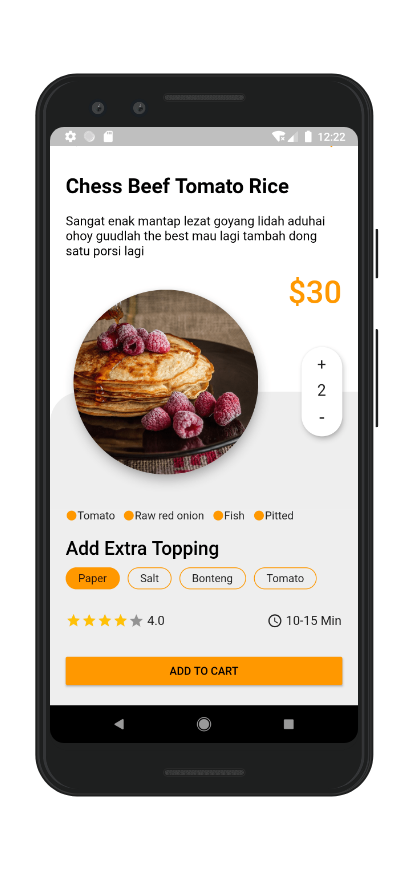 12:22
Chess Beef Tomato Rice
Sangat enak mantap lezat goyang lidah aduhai
ohoy guudlah the best mau lagi tambah dong
satu porsi lagi
$30
+
2
-
Tomato Raw red onion Fish Pitted
Add Extra Topping
Paper Salt Bonteng Tomato
4.0 10-15 Min
ADD TO CART